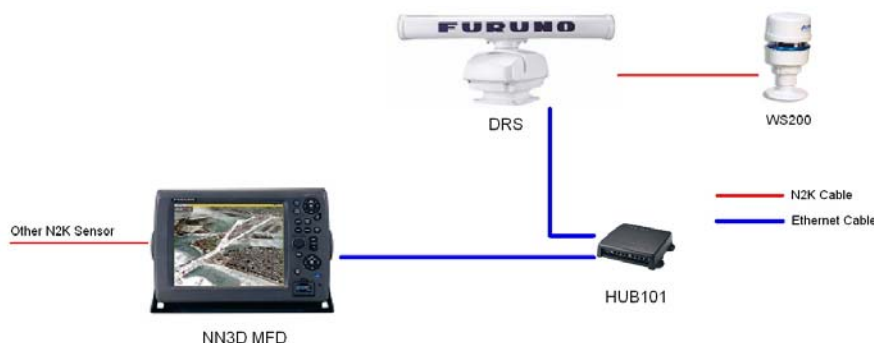 FURUNO
DRS
WS200
N2K Cable
Other N2K Sensor
Ethernet Cable
HUB101
NN3D MFD